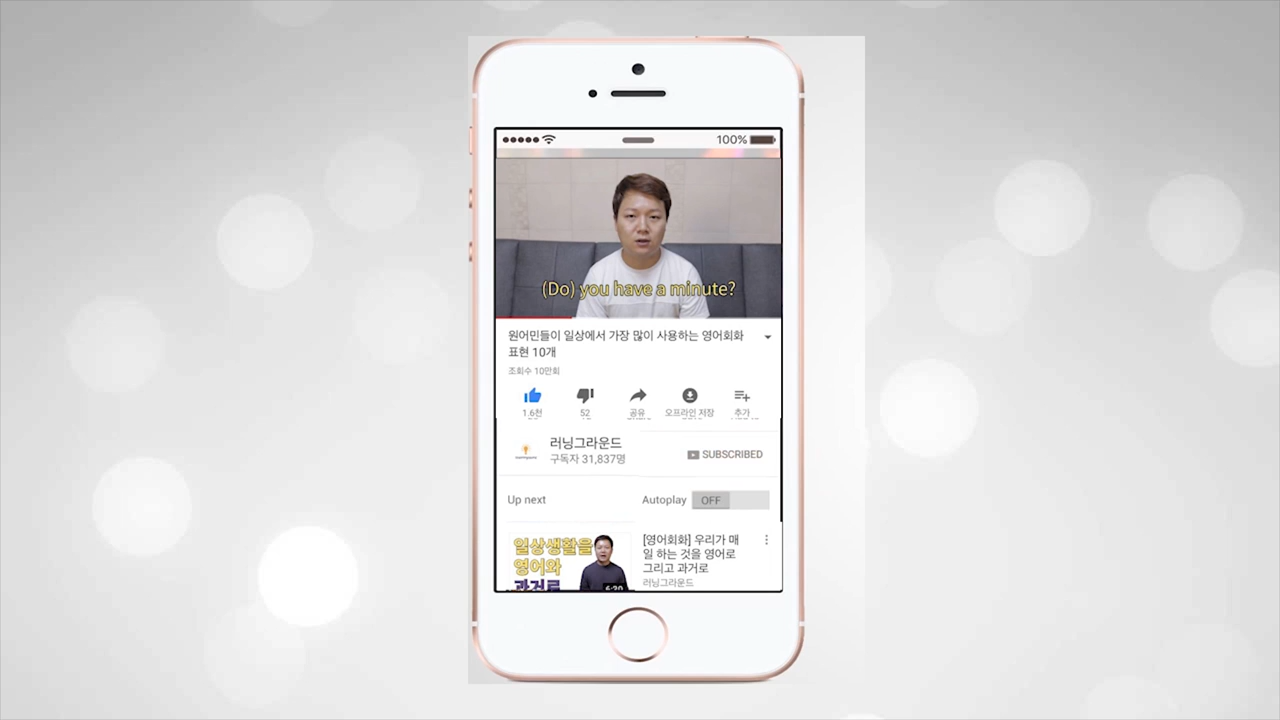 100%
(Do) you have a minute?
원어민들이 일상에서 가장 많이 사용하는 영어회화
표현 10개
조회수 10만회
1.6천
52
공유
오프라인 저장
추가
러닝그라운드
구독자 31,837명
SUBSCRIBED
Up next
Autoplay
OFF
일상생활을
영어와
과거로
6:20
[영어회화] 우리가 매
일 하는 것을 영어로
그리고 과거로
러닝그라운드